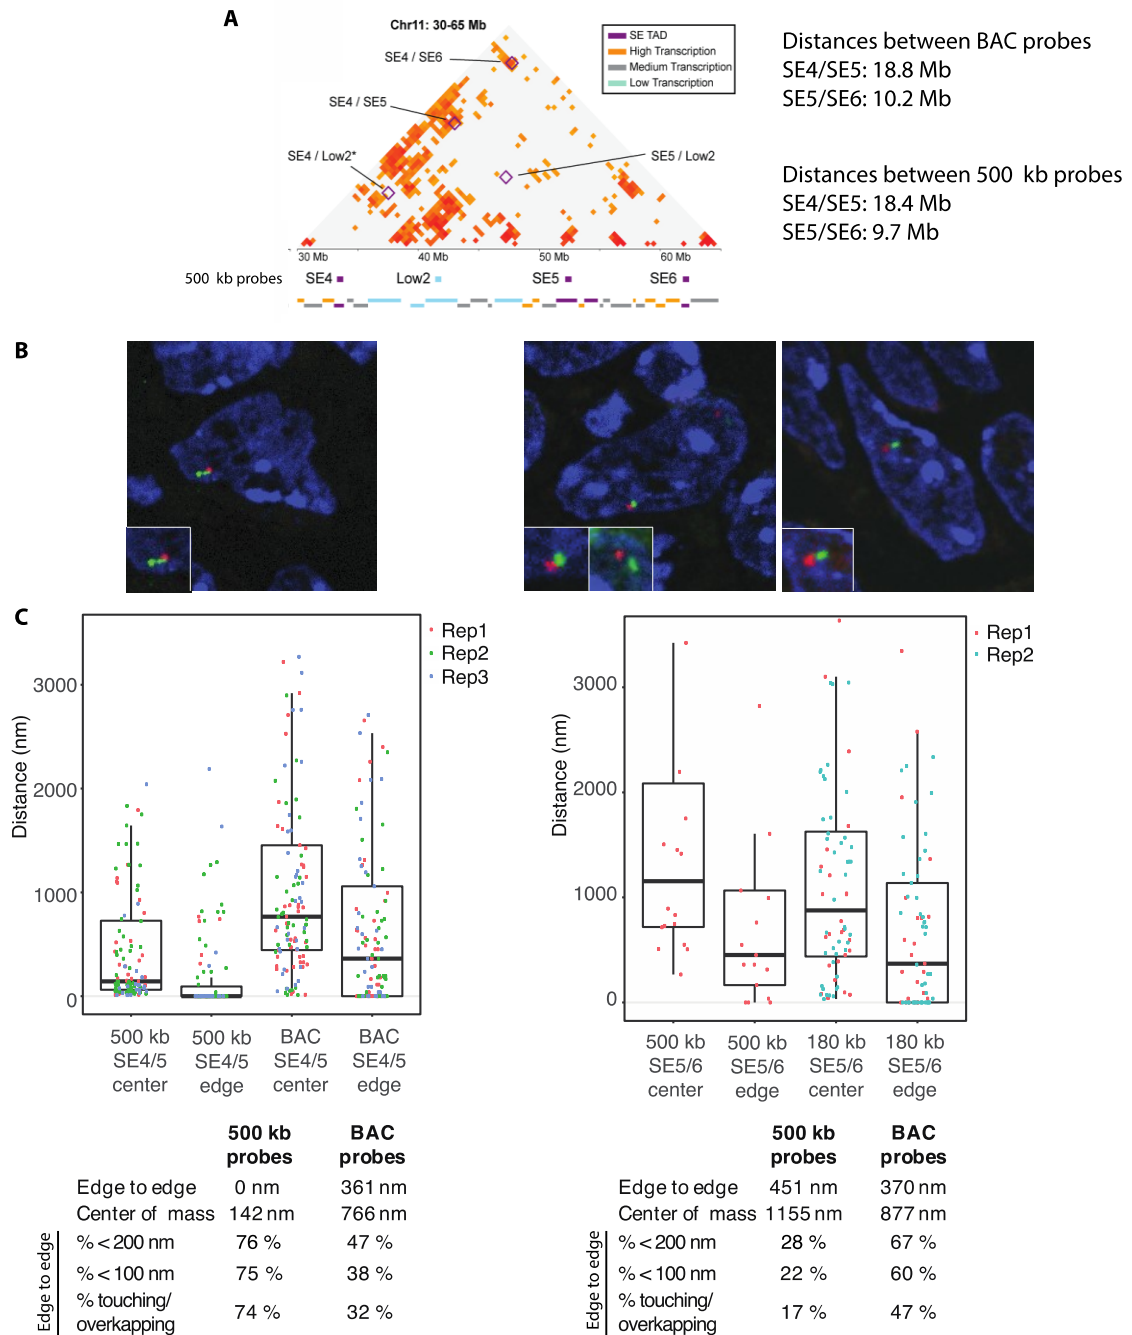 A
Chr11: 30-65 Mb
SE4 / SE6
SE4 / SE5
SE4 / Low2*
SE5 / Low2
SE TAD
High Transcription
Medium Transcription
Low Transcription
Distances between BAC probes
SE4/SE5: 18.8 Mb
SE5/SE6: 10.2 Mb
Distances between 500 kb probes
SE4/SE5: 18.4 Mb
SE5/SE6: 9.7 Mb
30 Mb 40 Mb 50 Mb 60 Mb
500 kb probes SE4 Low2 SE5 SE6
B
C
Rep1
Rep2
Rep3
Distance (nm)
3000
2000
1000
0
500 kb SE4/5 center
500 kb SE4/5 edge
BAC SE4/5 center
BAC SE4/5 edge
Rep1
Rep2
Distance (nm)
3000
2000
1000
0
500 kb SE5/6 center
500 kb SE5/6 edge
180 kb SE5/6 center
180 kb SE5/6 edge
500 kb probes BAC probes
Edge to edge 0 nm 361 nm
Center of mass 142 nm 766 nm
Edge to edge
% < 200 nm 76 % 47 %
% < 100 nm 75 % 38 %
% touching/ overkapping 74 % 32 %
500 kb probes BAC probes
Edge to edge 451 nm 370 nm
Center of mass 1155 nm 877 nm
Edge to edge
% < 200 nm 28 % 67 %
% < 100 nm 22 % 60 %
% touching/ overkapping 17 % 47 %